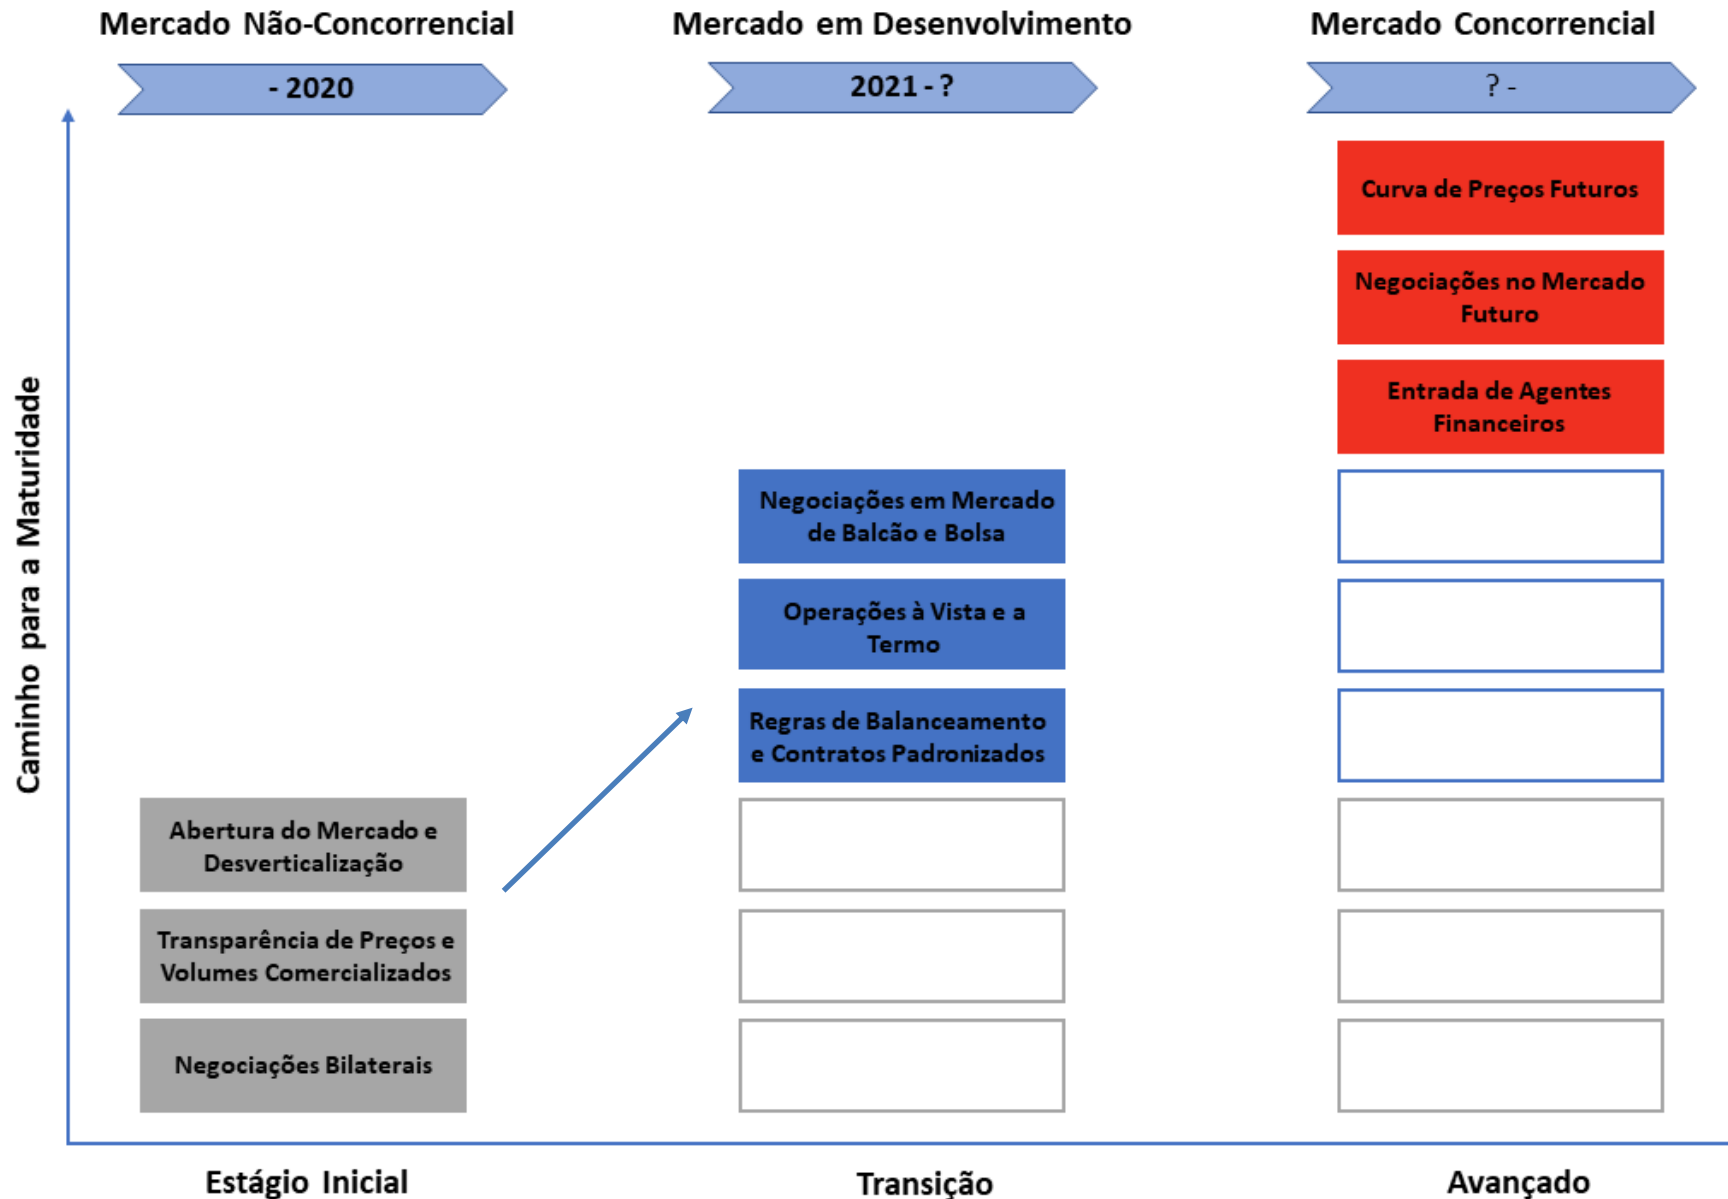 Mercado Não-Concorrencial
Mercado em Desenvolvimento
Mercado Concorrencial
- 2020
2021 - ?
? -
Caminho para a Maturidade
Curva de Preços Futuros
Negociações no Mercado
Futuro
Entrada de Agentes
Financeiros
Negociações em Mercado
de Balcão e Bolsa
Operações à Vista e a
Termo
Regras de Balanceamento
e Contratos Padronizados
Abertura do Mercado e
Desverticalização
Transparência de Preços e
Volumes Comercializados
Negociações Bilaterais
Estágio Inicial
Transição
Avançado